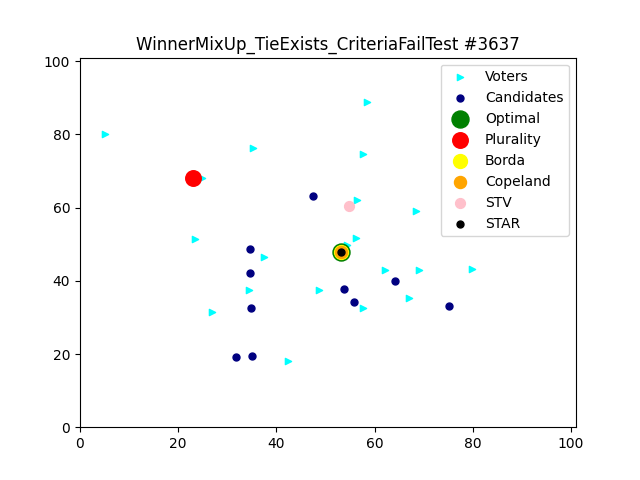 WinnerMixUp_TieExists_CriteriaFailTest #3637
100
80
60
40
20
0
0 20 40 60 80 100
Voters
Candidates
Optimal
Plurality
Borda
Copeland
STV
STAR